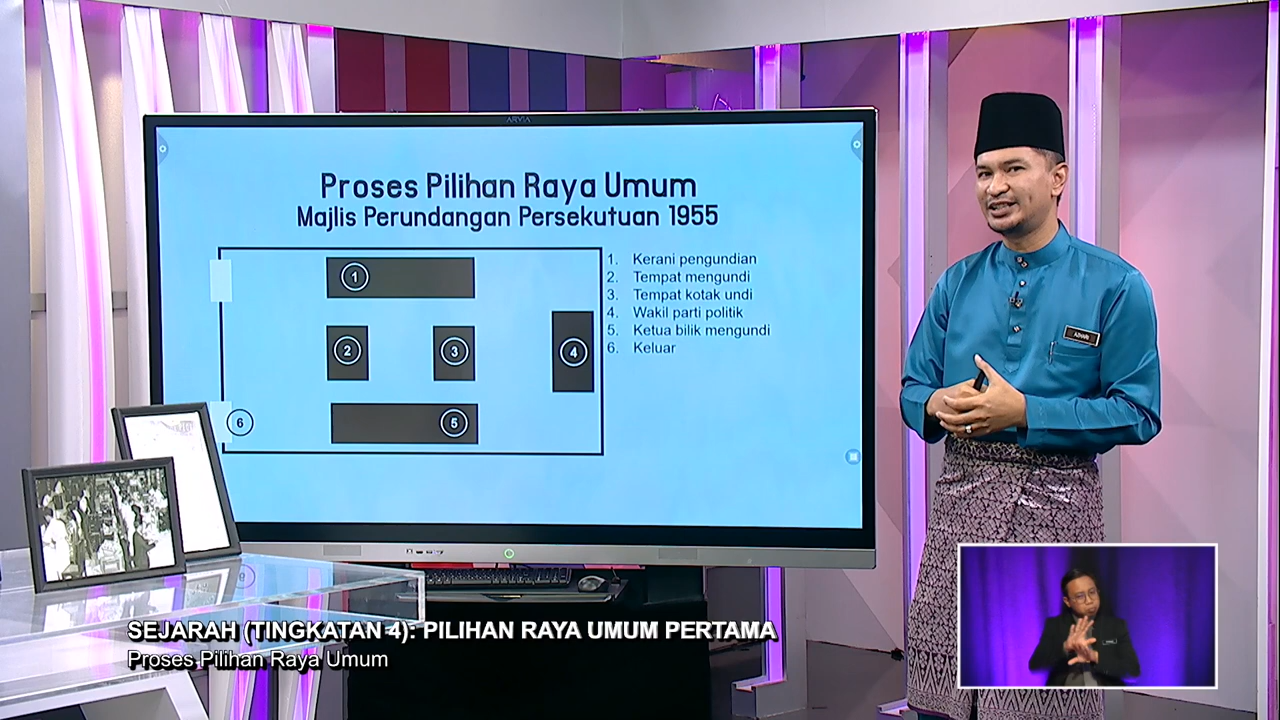 ARVIA
Proses Pilihan Raya Umum
Majlis Perundangan Persekutuan 1955
1
2
3
4
5
6
1. Kerani pengundian
2. Tempat mengundi
3. Tempat kotak undi
4. Wakil parti politik
5. Ketua bilik mengundi
6. Keluar
AZHARI
SEJARAH (TINGKATAN 4): PILIHAN RAYA UMUM PERTAMA
Proses Pilihan Raya Umum